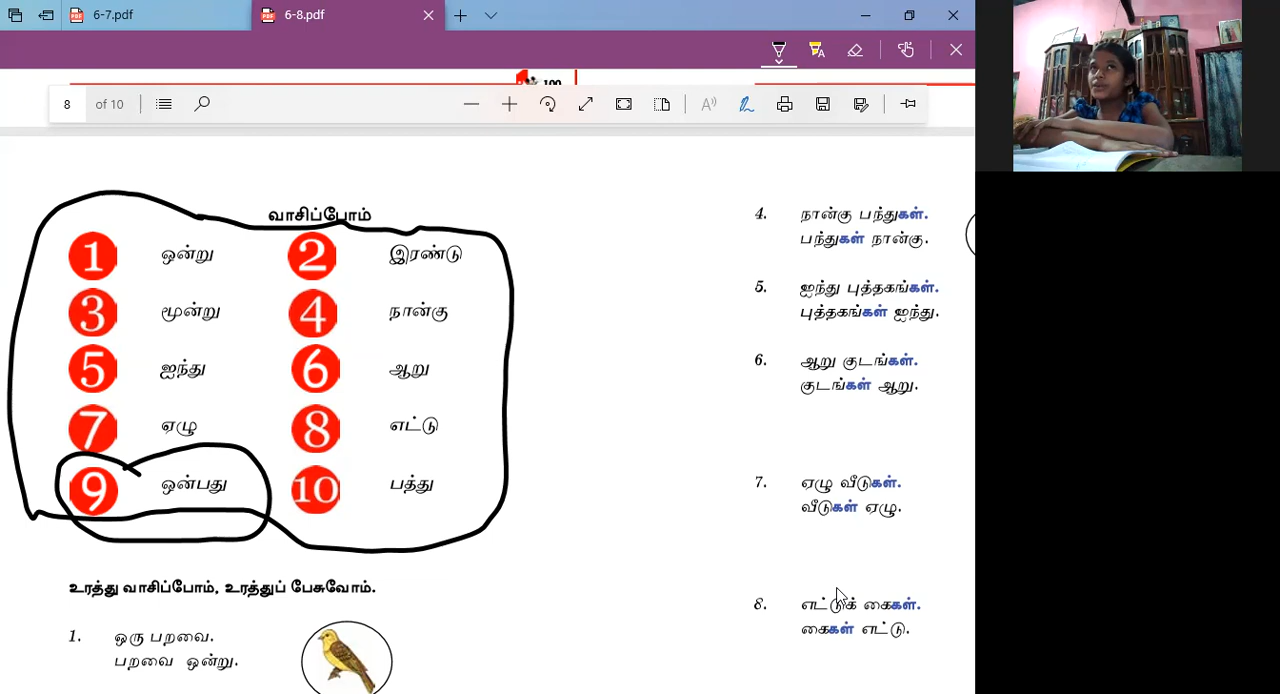 6-7.pdf
6-8.pdf
100
8 of 10
வாசிப்போம்
1 ஒன்று 2 இரண்டு
3 மூன்று 4 நான்கு
5 ஐந்து 6 ஆறு
7 ஏழு 8 எட்டு
9 ஒன்பது 10 பத்து
உரத்து வாசிப்போம், உரத்துப் பேசுவோம்.
1. ஒரு பறவை.
பறவை ஒன்று.
4. நான்கு பந்துகள்.
பந்துகள் நான்கு.
5. ஐந்து புத்தகங்கள்.
புத்தகங்கள் ஐந்து.
6. ஆறு குடங்கள்.
குடங்கள் ஆறு.
7. ஏழு வீடுகள்.
வீடுகள் ஏழு.
8. எட்டுக் கைகள்.
கைகள் எட்டு.